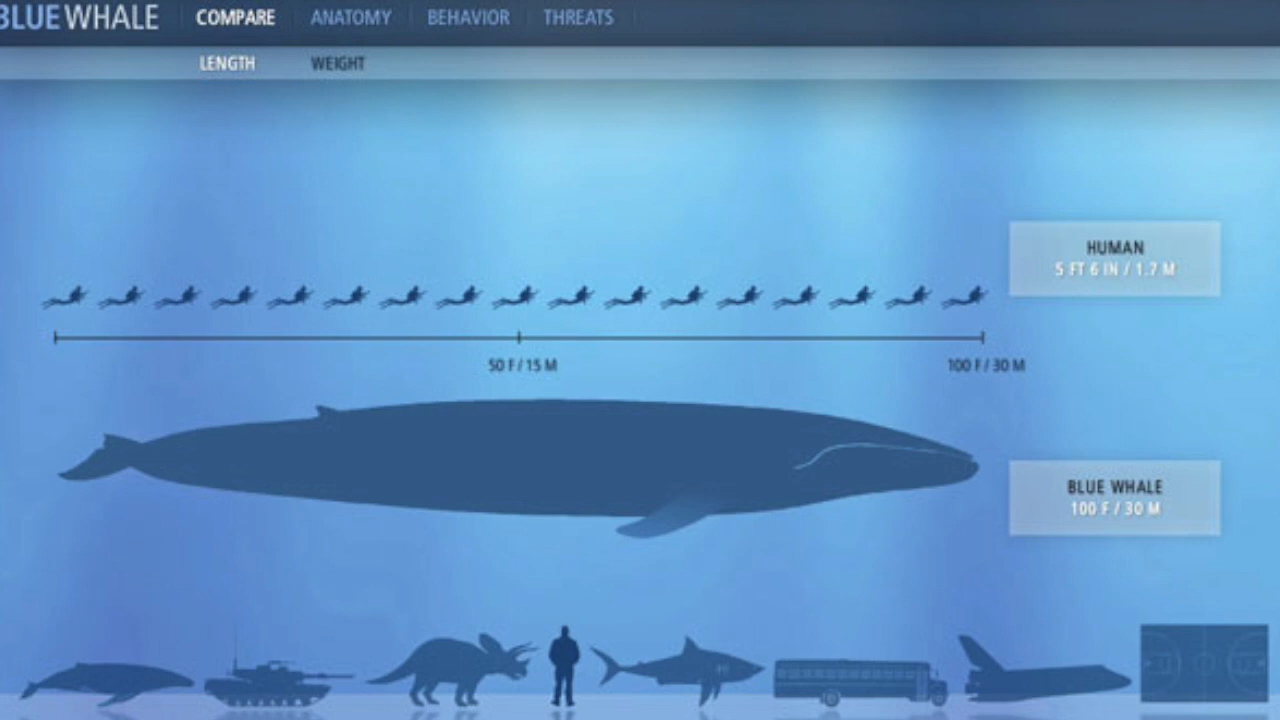 BLUE WHALE COMPARE ANATOMY BEHAVIOR THREATS
LENGTH WEIGHT
HUMAN
5 FT 6 IN / 1.7 M
50 F / 15 M 100 F / 30 M
BLUE WHALE
100 F / 30 M